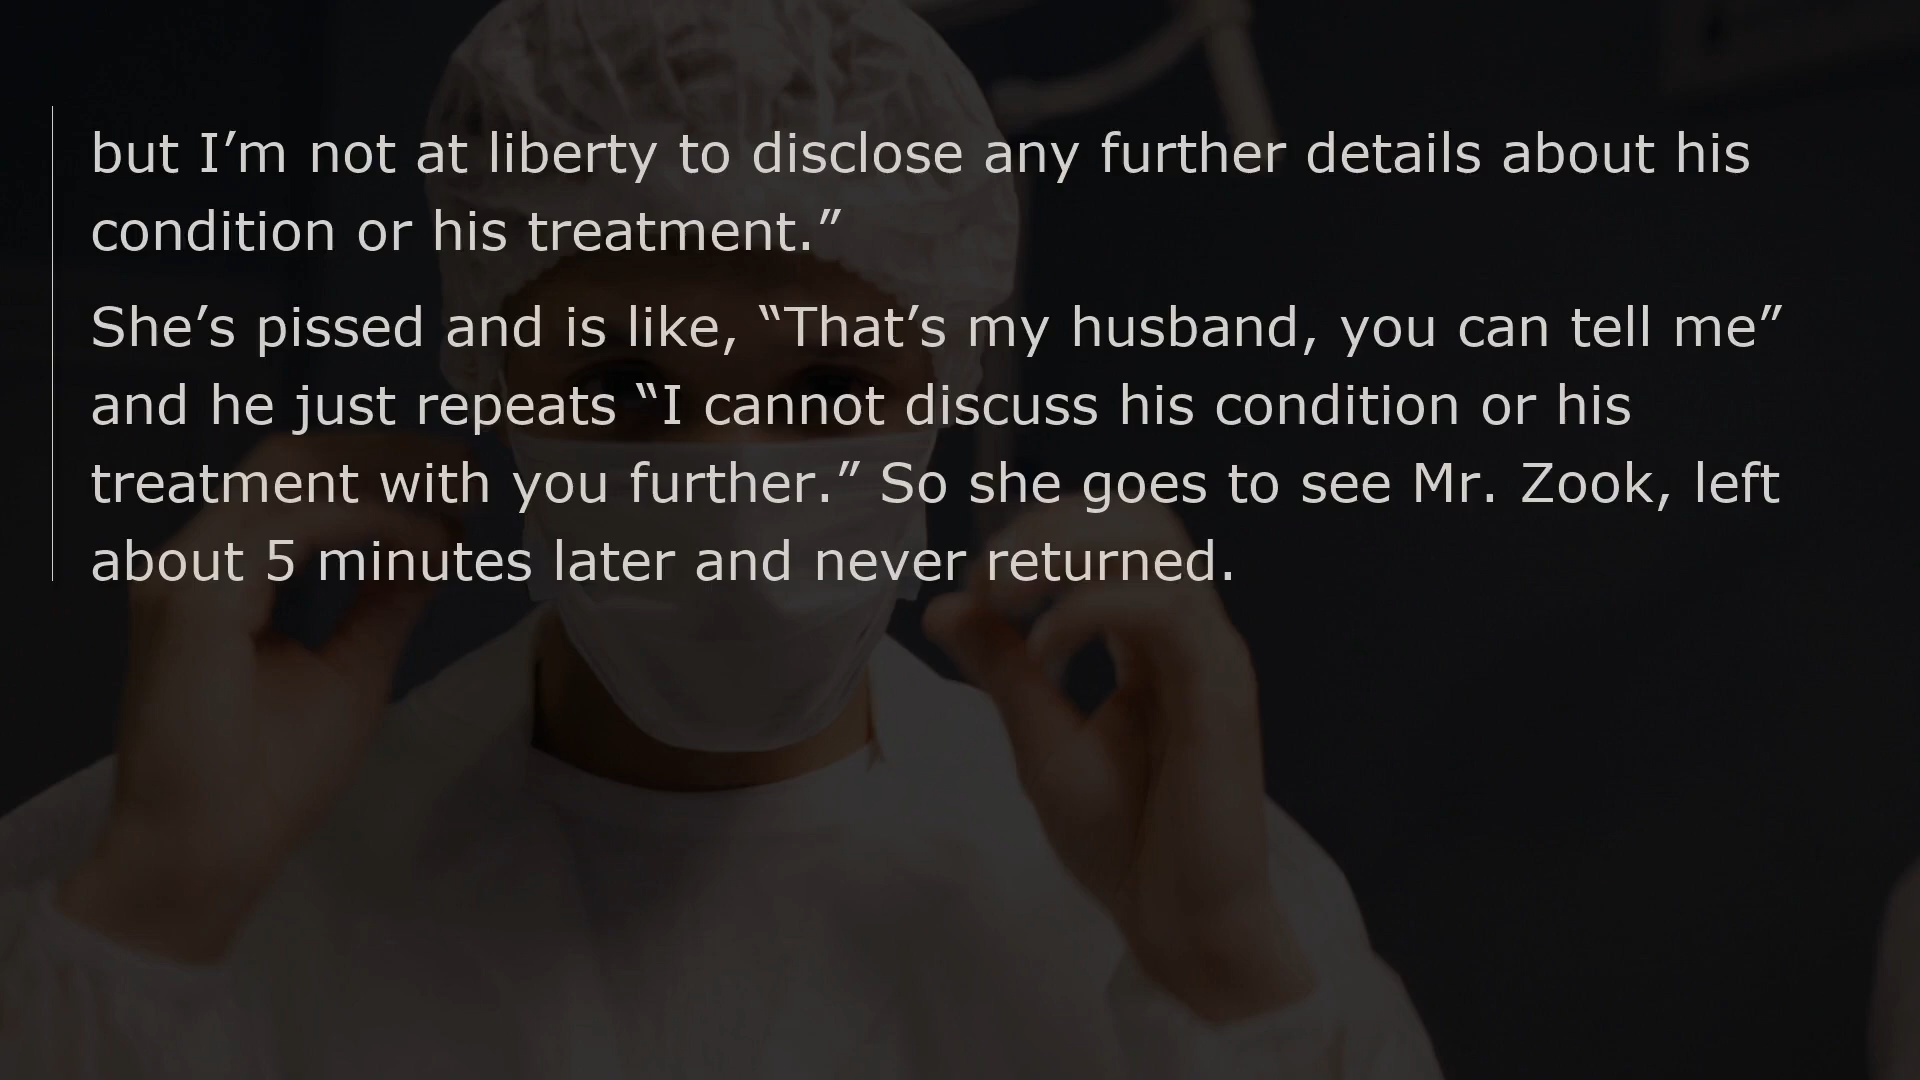 but I’m not at liberty to disclose any further details about his
condition or his treatment.”
She’s pissed and is like, “That’s my husband, you can tell me”
and he just repeats “I cannot discuss his condition or his
treatment with you further.” So she goes to see Mr. Zook, left
about 5 minutes later and never returned.